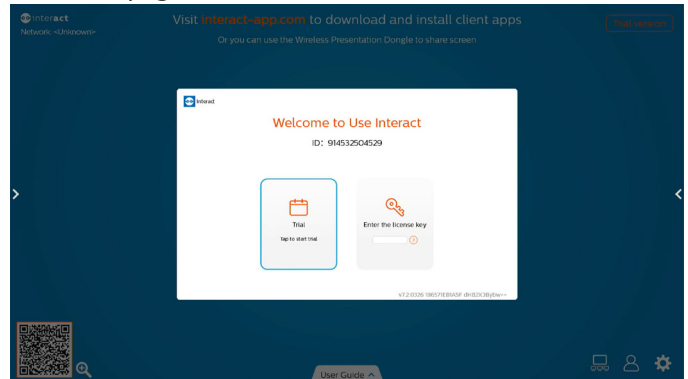 interact
Network <Unknown>
Visit interact-app.com to download and install client apps
Or you can use the Wireless Presentation Dongle to share screen
Trial version
Interact
Welcome to Use Interact
ID: 914532504529
Trial
Tap to start trial
Enter the license key
User Guide